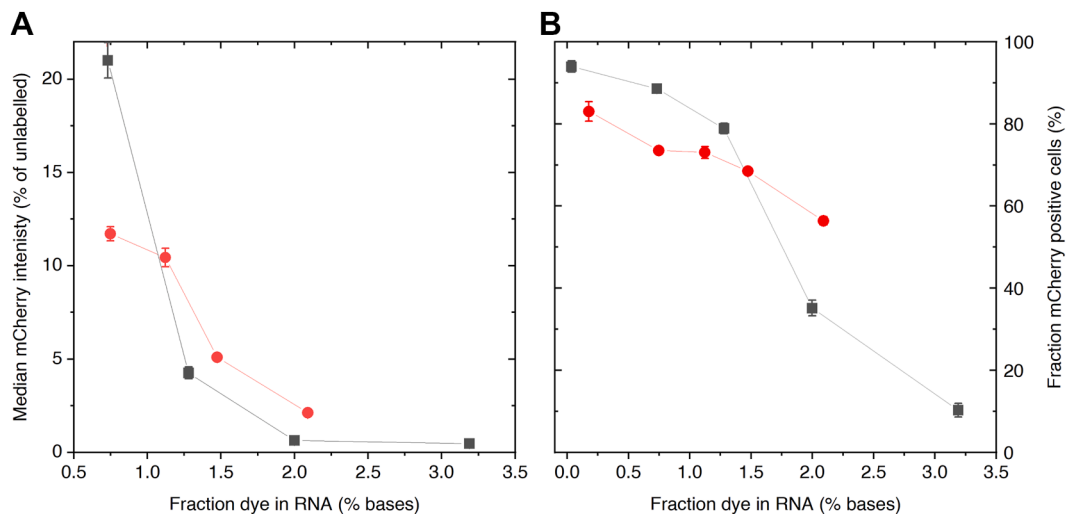 A
Median mCherry intenisty (% of unlabelled)
20
15
10
5
0
0.5 1.0 1.5 2.0 2.5 3.0 3.5
Fraction dye in RNA (% bases)
B
100
80
60
40
20
0
0.0 0.5 1.0 1.5 2.0 2.5 3.0 3.5
Fraction dye in RNA (% bases)
Fraction mCherry positive cells (%)